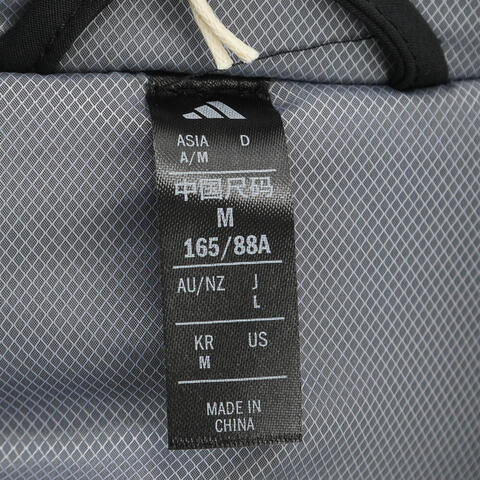 ASIA D
A/M
中国尺码
M
165/88A
AU/NZ J
L
KR US
M
MADE IN
CHINA